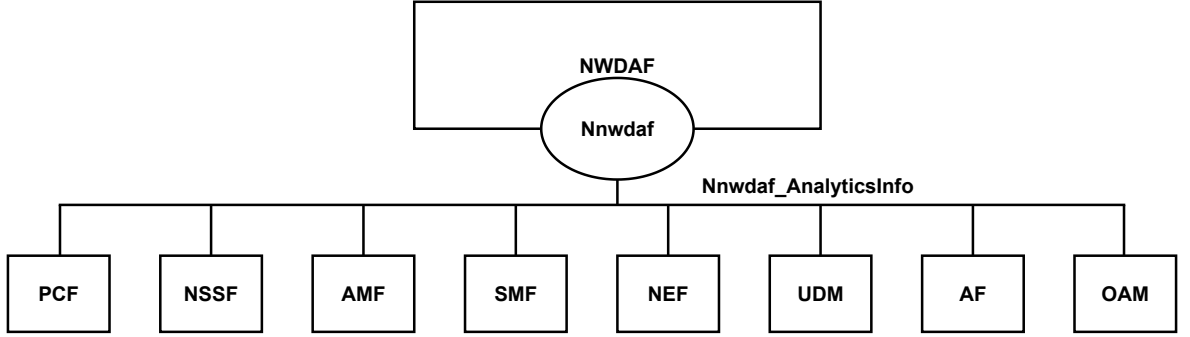 NWDAF
Nnwdaf
Nnwdaf_AnalyticsInfo
PCF NSSF AMF SMF NEF UDM AF OAM